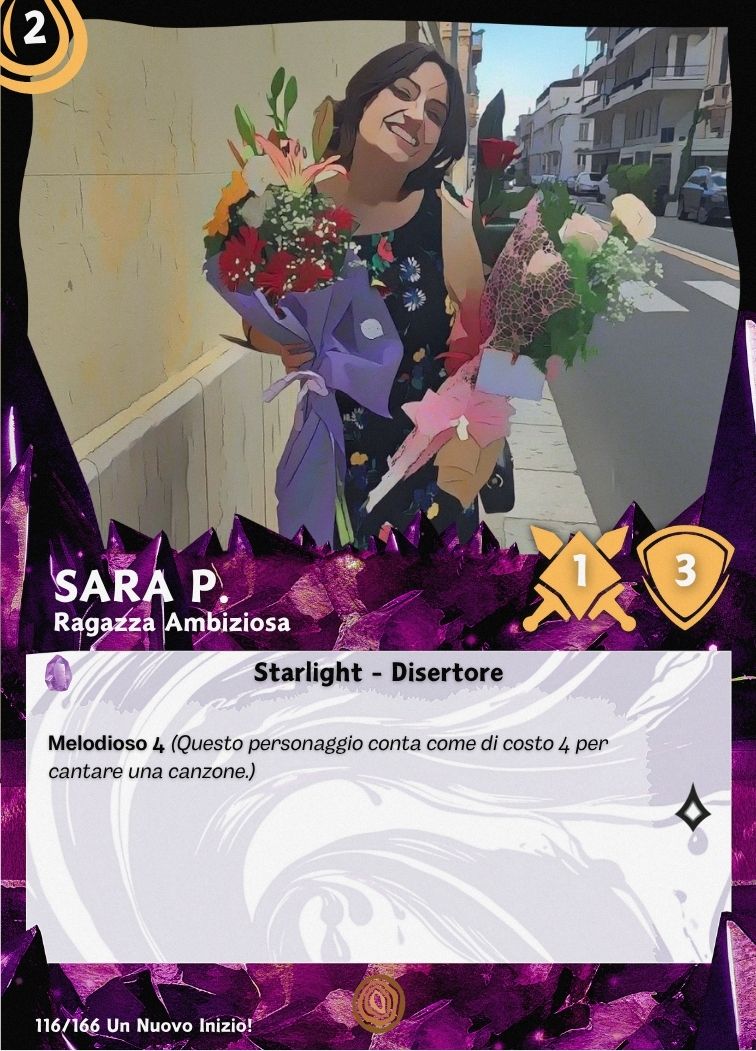 2
1
3
SARA P.
Ragazza Ambiziosa
Starlight - Disertore
Melodioso 4 (Questo personaggio conta come di costo 4 per
cantare una canzone.)
116/166 Un Nuovo Inizio!